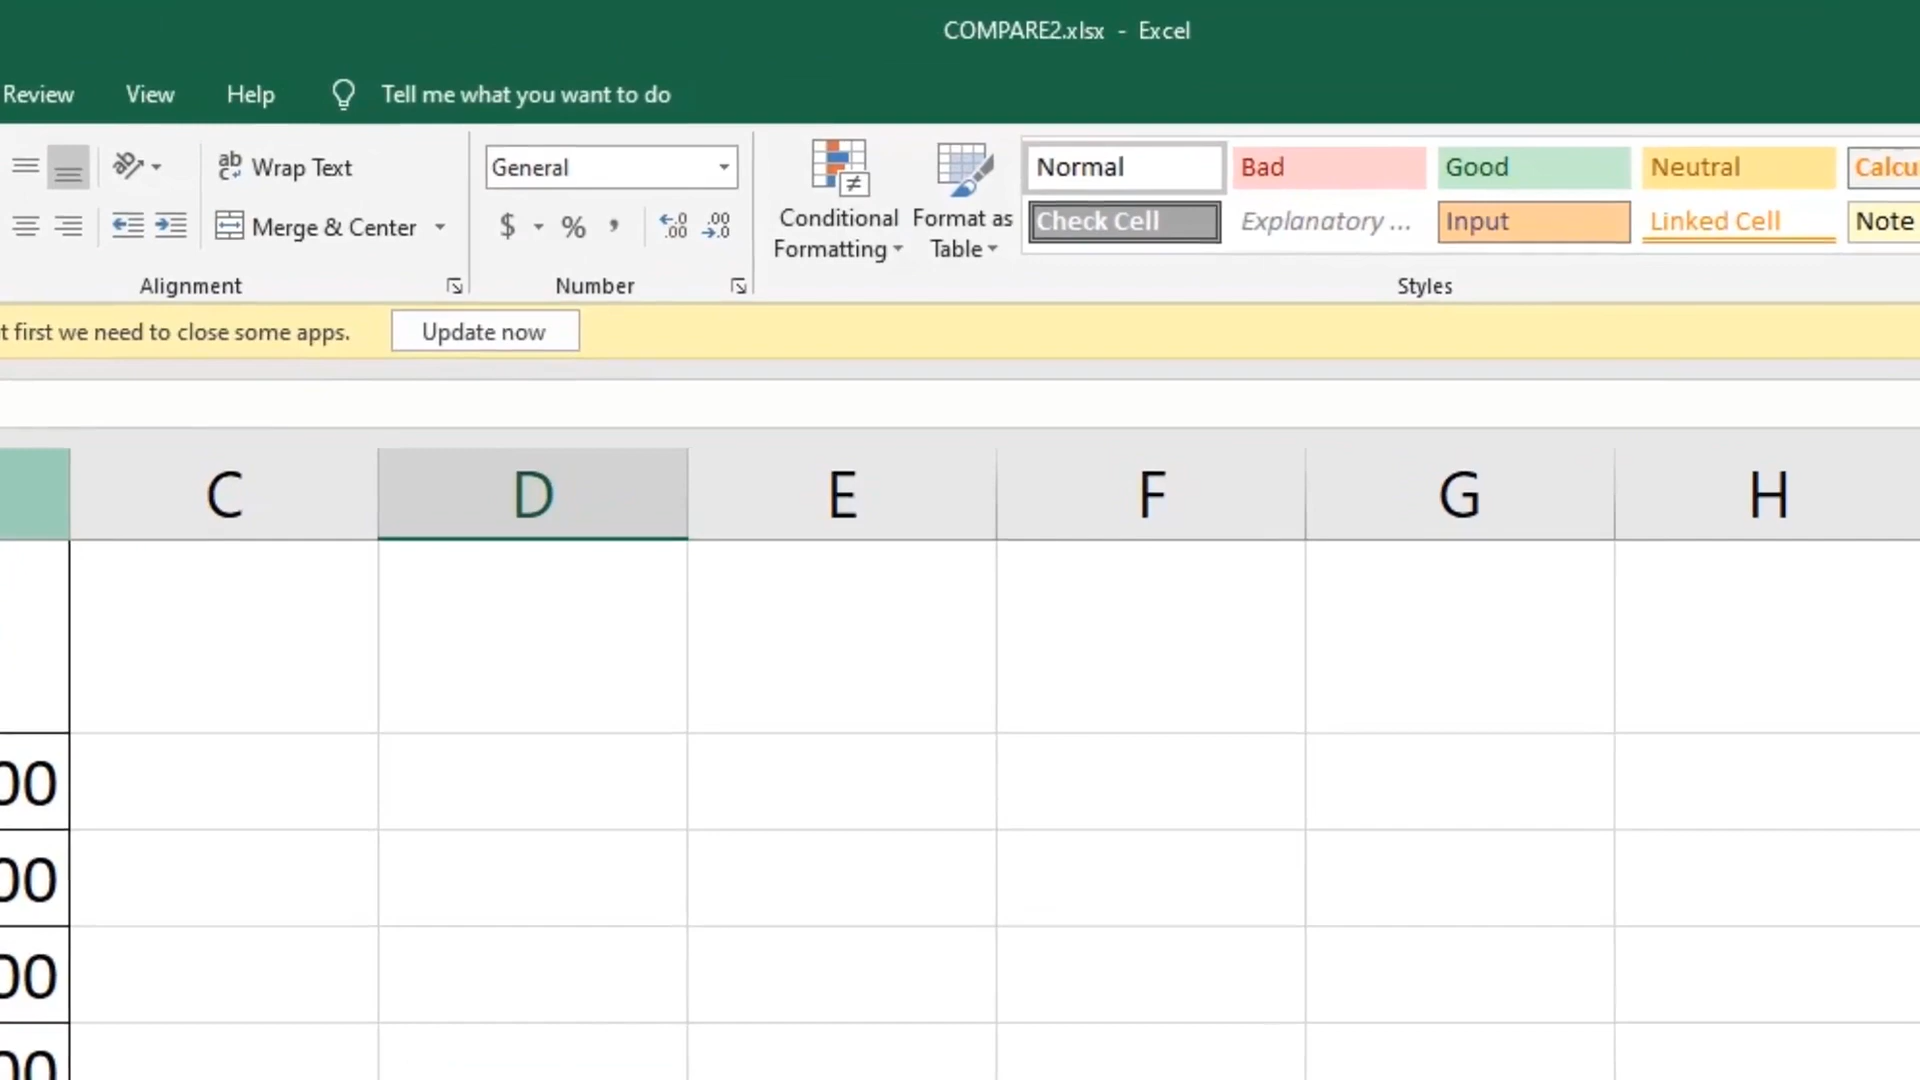 COMPARE2.xlsx - Excel
Review View Help Tell me what you want to do
Wrap Text
General
Merge & Center
$ % ,
Conditional Formatting
Format as Table
Normal Bad Good Neutral Calcu
Check Cell Explanatory ... Input Linked Cell Note
Alignment Number Styles
t first we need to close some apps. Update now
C D E F G H
00
00
00
00